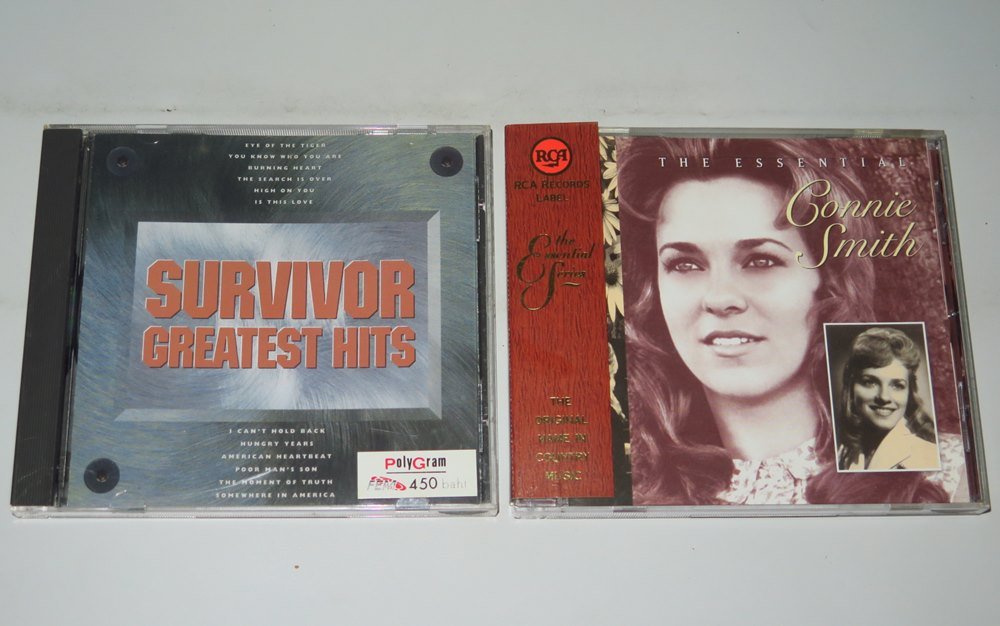 EYE OF THE TIGER
YOU KNOW WHO YOU ARE
BURNING HEART
THE SEARCH IS OVER
HIGH ON YOU
IS THIS LOVE
SURVIVOR
GREATEST HITS
I CAN'T HOLD BACK
HUNGRY YEARS
AMERICAN HEARTBEAT
POOR MAN'S SON
THE MOMENT OF TRUTH
SOMEWHERE IN AMERICA
PolyGram
450 baht
RCA
RCA RECORDS
LABEL
the
Essential
Series
THE
ORIGINAL
NAME IN
COUNTRY
MUSIC
THE ESSENTIAL
Connie
Smith